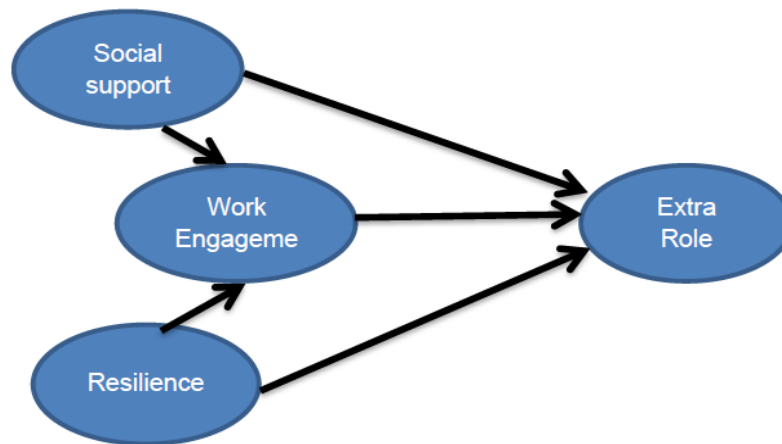 Social
support
Work
Engageme
Extra
Role
Resilience